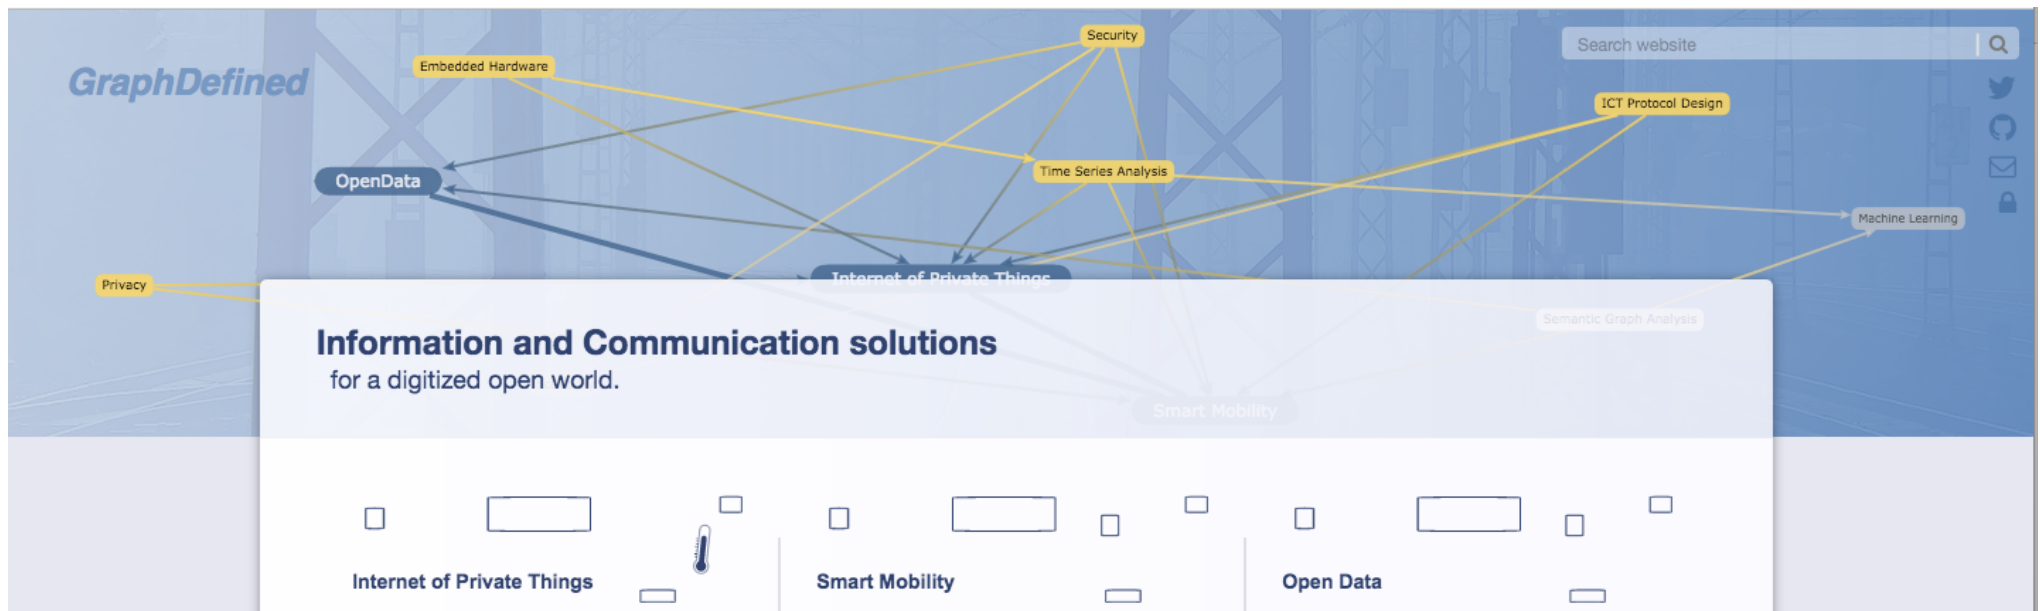 Security
Search website
Embedded Hardware
GraphDefined
ICT Protocol Design
Time Series Analysis
OpenData
Machine Learning
Internet of Private Things
Privacy
Semantic Graph Analysis
Information and Communication solutions
for a digitized open world.
Smart Mobility
Internet of Private Things
Smart Mobility
Open Data